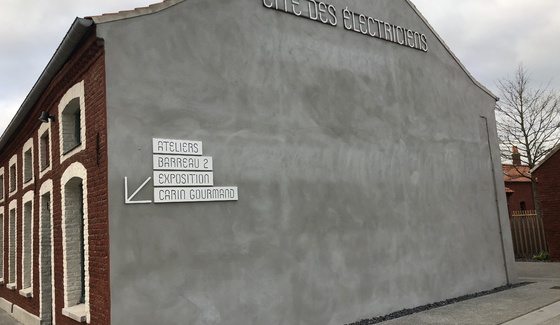 CITÉ DES ÉLECTRICIENS
ATELIERS
BARREAU 2
EXPOSITION
CARIN GOURMAND